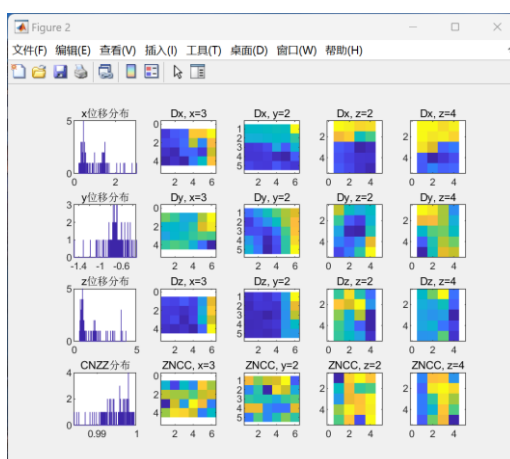 Figure 2
文件(F) 编辑(E) 查看(V) 插入(I) 工具(T) 桌面(D) 窗口(W) 帮助(H)
x位移分布 Dx, x=3 Dx, y=2 Dx, z=2 Dx, z=4
5 0 1 2 3 4 5 2 4 2 4
0 2 4
0 0 2 2 4 6 2 4 6 0 2 4 0 2 4
y位移分布 Dy, x=3 Dy, y=2 Dy, z=2 Dy, z=4
3 2 1 0 0 2 4 1 2 3 4 5 2 4 2 4
-1.4 -1 -0.6 2 4 6 2 4 6 0 2 4 0 2 4
z位移分布 Dz, x=3 Dz, y=2 Dz, z=2 Dz, z=4
5 0 0 2 4 1 2 3 4 5 2 4 2 4
0 5 2 4 6 2 4 6 0 2 4 0 2 4
CNZZ分布 ZNCC, x=3 ZNCC, y=2 ZNCC, z=2 ZNCC, z=4
4 2 0 0 2 4 1 2 3 4 5 2 4 2 4
0.99 1 2 4 6 2 4 6 0 2 4 0 2 4